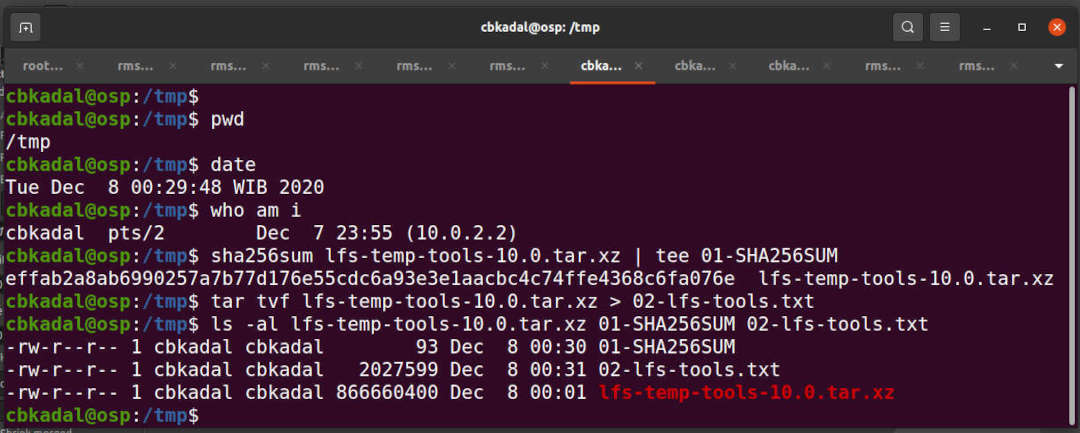 cbkadal@osp: /tmp
root... rms... rms... rms... rms... rms... cbka... cbka... cbka... rms... rms...
cbkadal@osp:/tmp$
cbkadal@osp:/tmp$ pwd
/tmp
cbkadal@osp:/tmp$ date
Tue Dec  8 00:29:48 WIB 2020
cbkadal@osp:/tmp$ who am i
cbkadal  pts/2        Dec  7 23:55 (10.0.2.2)
cbkadal@osp:/tmp$ sha256sum lfs-temp-tools-10.0.tar.xz | tee 01-SHA256SUM
effab2a8ab6990257a7b77d176e55cdc6a93e3e1aacbc4c74ffe4368c6fa076e  lfs-temp-tools-10.0.tar.xz
cbkadal@osp:/tmp$ tar tvf lfs-temp-tools-10.0.tar.xz > 02-lfs-tools.txt
cbkadal@osp:/tmp$ ls -al lfs-temp-tools-10.0.tar.xz 01-SHA256SUM 02-lfs-tools.txt
-rw-r--r-- 1 cbkadal cbkadal        93 Dec  8 00:30 01-SHA256SUM
-rw-r--r-- 1 cbkadal cbkadal   2027599 Dec  8 00:31 02-lfs-tools.txt
-rw-r--r-- 1 cbkadal cbkadal 866660400 Dec  8 00:01 lfs-temp-tools-10.0.tar.xz
cbkadal@osp:/tmp$